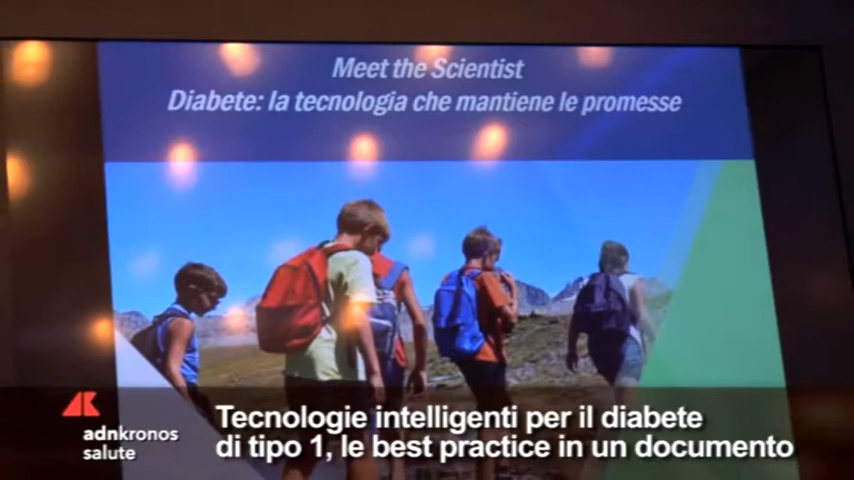 Meet the Scientist
Diabete: la tecnologia che mantiene le promesse
Tecnologie intelligenti per il diabete
di tipo 1, le best practice in un documento
adnkronos
salute